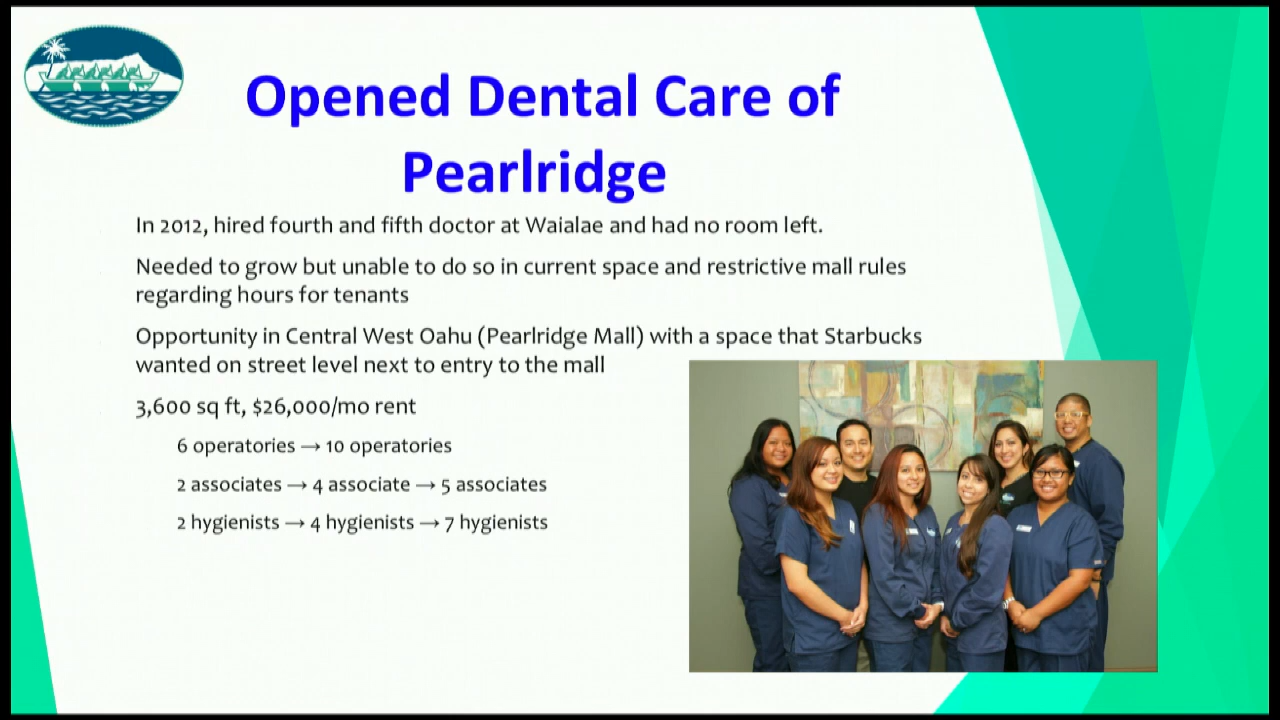 Opened Dental Care of
Pearlridge
In 2012, hired fourth and fifth doctor at Waialae and had no room left.
Needed to grow but unable to do so in current space and restrictive mall rules
regarding hours for tenants
Opportunity in Central West Oahu (Pearlridge Mall) with a space that Starbucks
wanted on street level next to entry to the mall
3,600 sq ft, $26,000/mo rent
6 operatories → 10 operatories
2 associates → 4 associate → 5 associates
2 hygienists → 4 hygienists → 7 hygienists